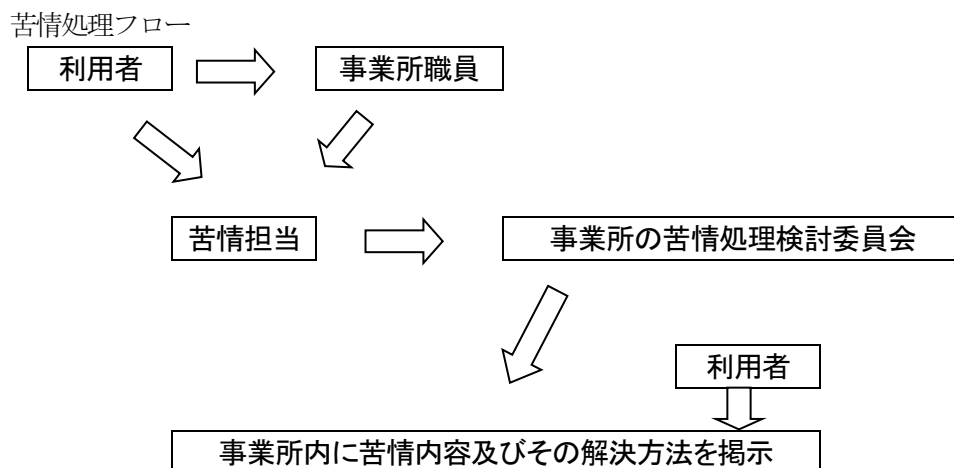 苦情処理フロー
利用者
事業所職員
苦情担当
事業所の苦情処理検討委員会
利用者
事業所内に苦情内容及びその解決方法を掲示